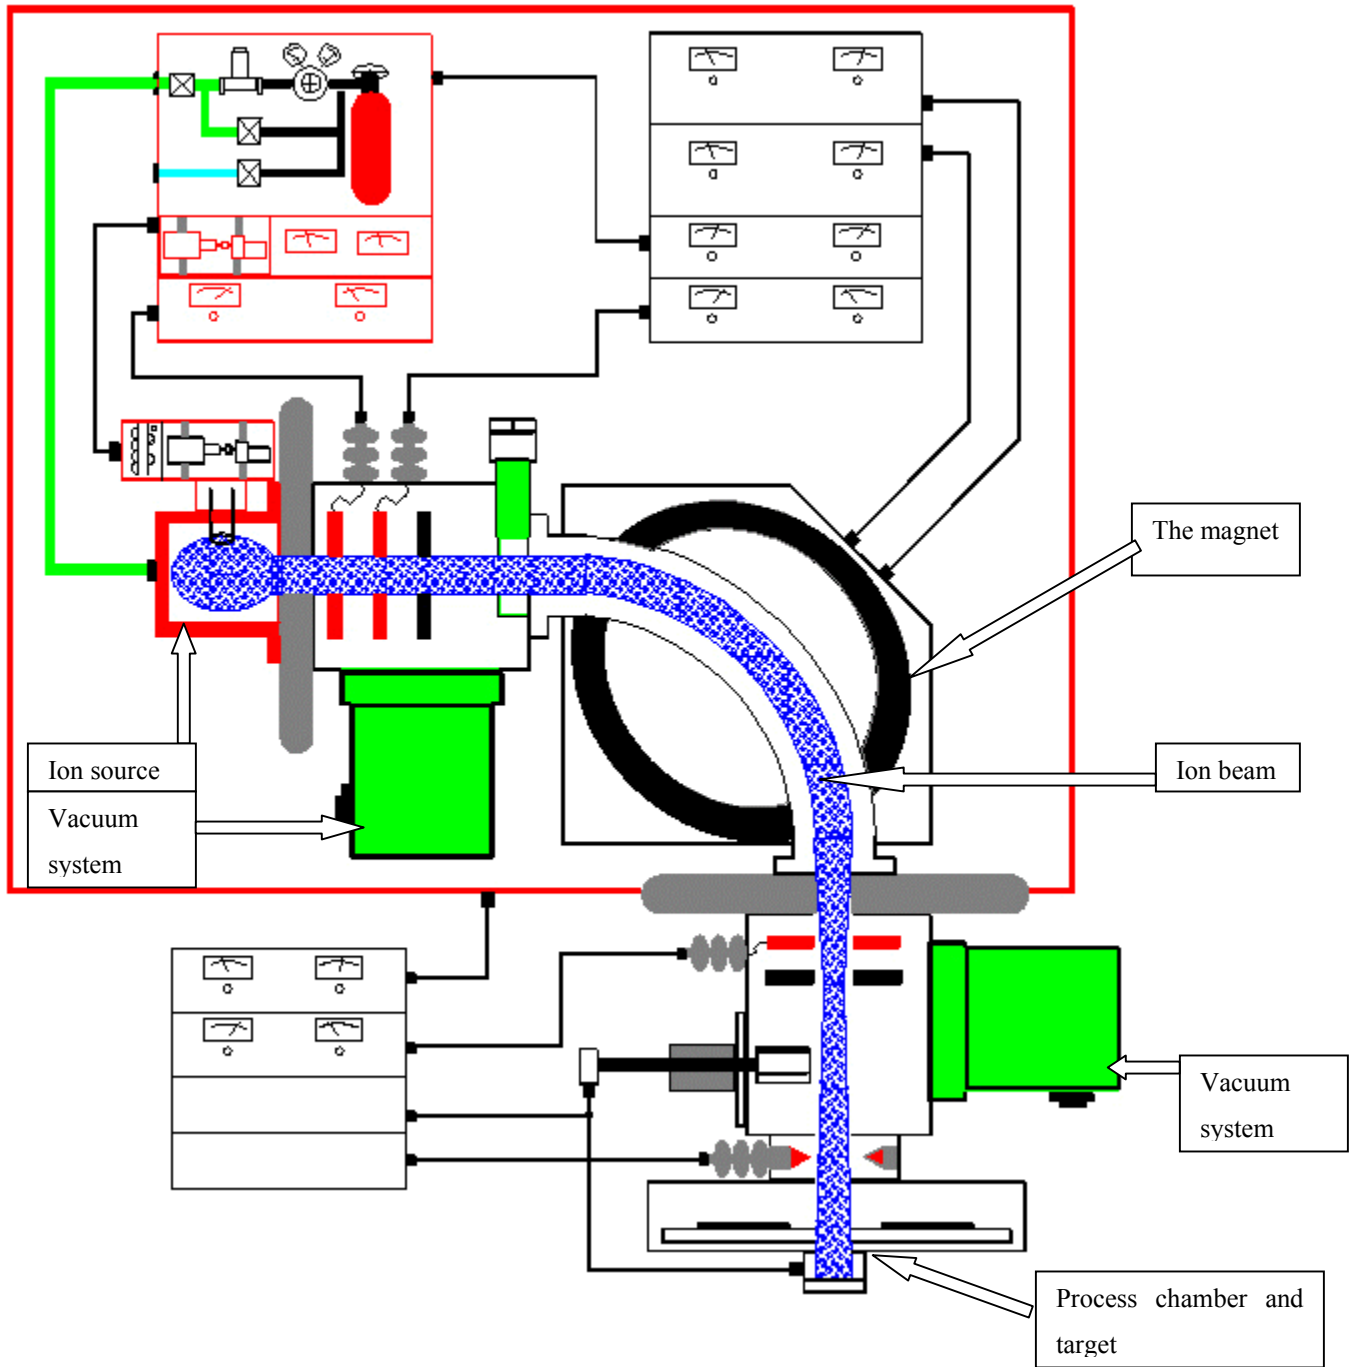 The magnet
Ion source
Vacuum
system
Ion beam
Vacuum
system
Process chamber and
target